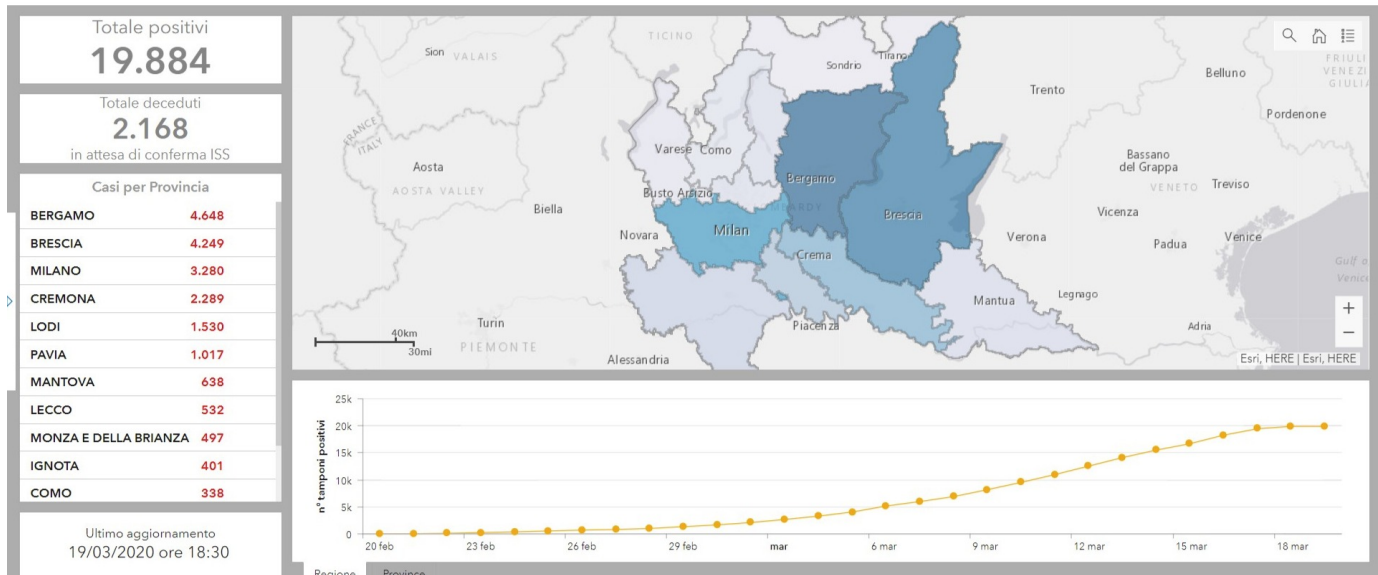 Totale positivi
19.884
Totale deceduti
2.168
in attesa di conferma ISS
Casi per Provincia
BERGAMO 4.648
BRESCIA 4.249
MILANO 3.280
CREMONA 2.289
LODI 1.530
PAVIA 1.017
MANTOVA 638
LECCO 532
MONZA E DELLA BRIANZA 497
IGNOTA 401
COMO 338
Ultimo aggiornamento
19/03/2020 ore 18:30
TICINO
Sion VALAIS
Sondrio
Tirano
Trento
Belluno
FRIULI
VENEZI
GIULIA
Pordenone
FRANCE
ITALY
Aosta
AOSTA VALLEY
Varese Como
Busto Arsizio
Bergamo
Bassano
del Grappa
VENETO Treviso
Biella
Brescia
Vicenza
Novara
Milan
Verona
Padua
Venice
Crema
Gulf o
Venice
Mantua
Legnago
Turin
PIEMONTE
Piacenza
Adria
Alessandria
40km
30mi
+
−
Esri, HERE | Esri, HERE
n° tamponi positivi
25k
20k
15k
10k
5k
0
20 feb 23 feb 26 feb 29 feb mar 6 mar 9 mar 12 mar 15 mar 18 mar
Regione Province